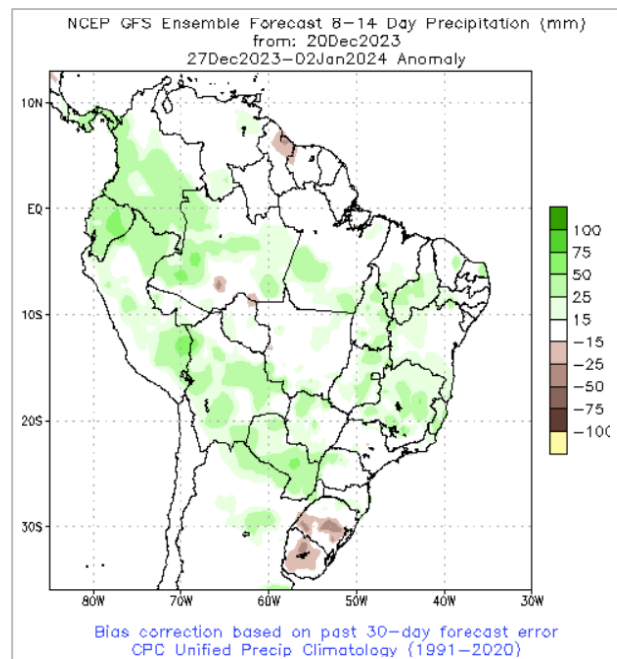 NCEP GFS Ensemble Forecast 8-14 Day Precipitation (mm)
from: 20Dec2023
27Dec2023-02Jan2024 Anomaly
10N
EQ
10S
20S
30S
80W 70W 60W 50W 40W 30W
100
75
50
25
-15
-25
-50
-75
-100
Bias correction based on past 30-day forecast error
CPC Unified Precip Climatology (1991-2020)